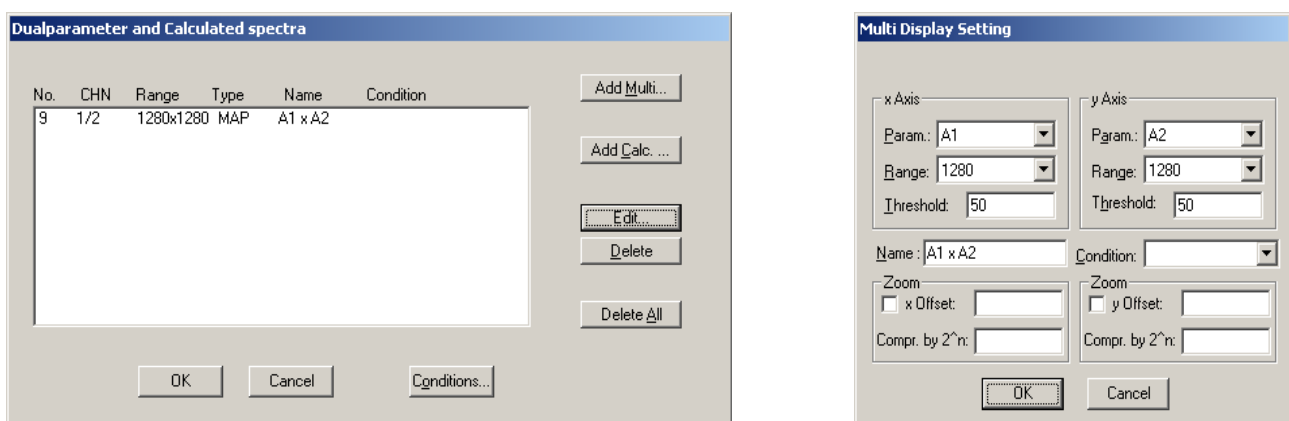 Dualparameter and Calculated spectra
No. CHN Range Type Name Condition
9 1/2 1280x1280 MAP A1 x A2
Add Multi...
Add Calc. ...
Edit...
Delete
Delete All
OK Cancel Conditions...
Multi Display Setting
x Axis
Param.: A1
Range: 1280
Threshold: 50
y Axis
Param.: A2
Range: 1280
Threshold: 50
Name : A1 x A2
Condition:
Zoom
x Offset:
Compr. by 2^n:
Zoom
y Offset:
Compr. by 2^n:
OK Cancel